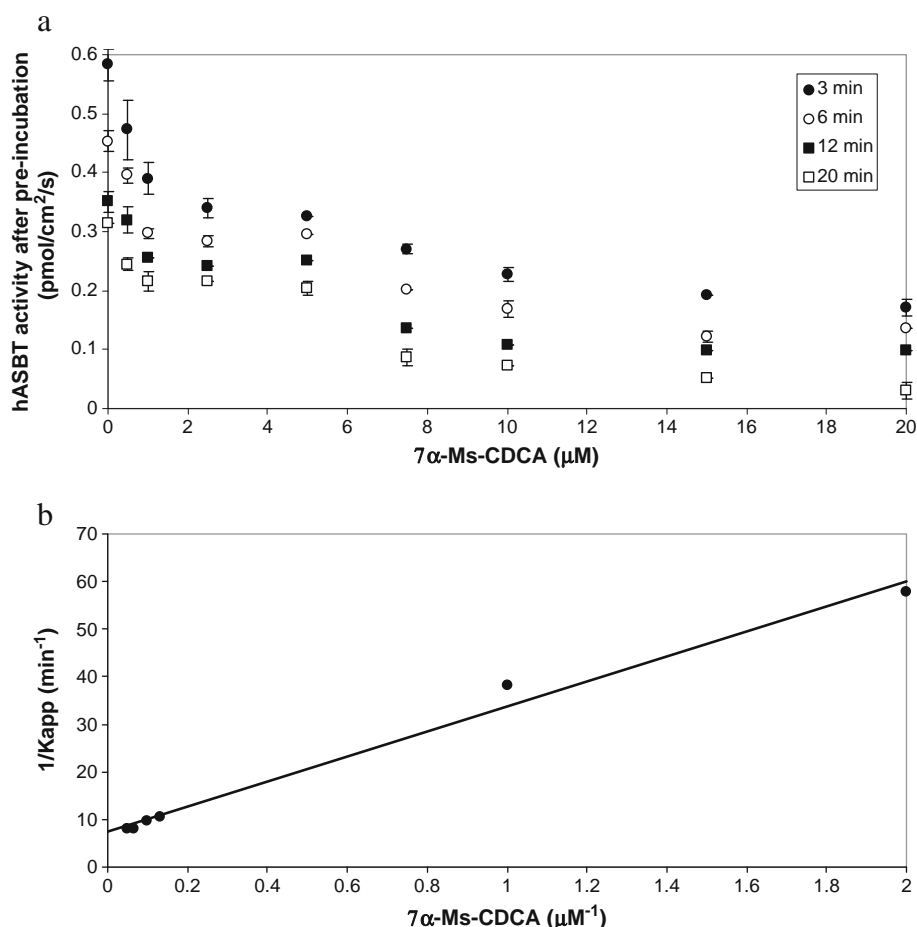 a
hASBT activity after pre-incubation
(pmol/cm²/s)
0.6
0.5
0.4
0.3
0.2
0.1
0
3 min
6 min
12 min
20 min
0 2 4 6 8 10 12 14 16 18 20
7α-Ms-CDCA (μM)
b
1/Kapp (min⁻¹)
70
60
50
40
30
20
10
0
0 0.2 0.4 0.6 0.8 1 1.2 1.4 1.6 1.8 2
7α-Ms-CDCA (μM⁻¹)